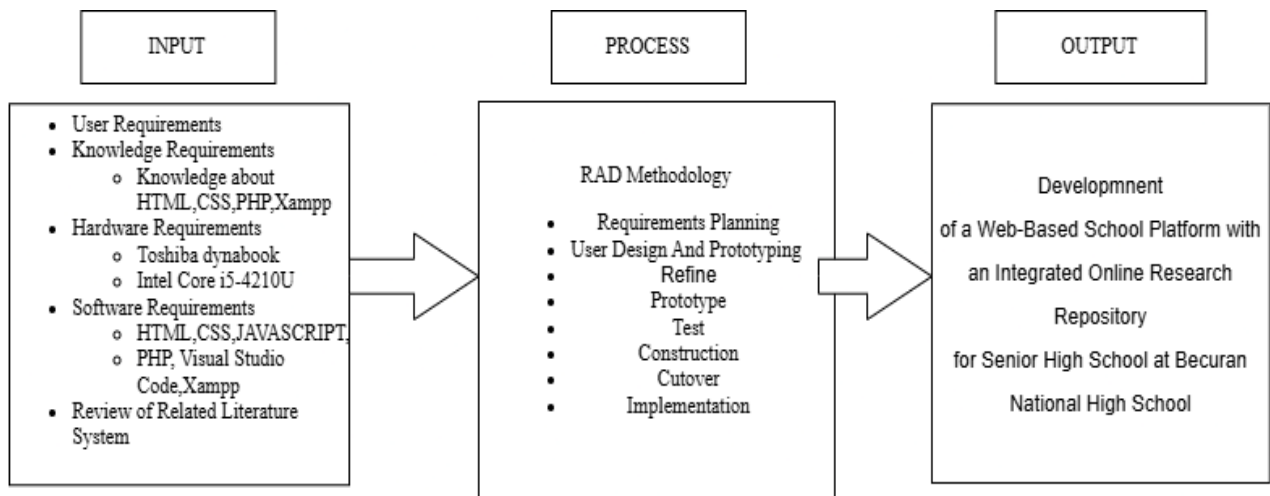 INPUT
PROCESS
OUTPUT
User Requirements
Knowledge Requirements
Knowledge about
HTML,CSS,PHP,Xampp
Hardware Requirements
Toshiba dynabook
Intel Core i5-4210U
Software Requirements
HTML,CSS,JAVASCRIPT,
PHP, Visual Studio
Code,Xampp
Review of Related Literature
System
RAD Methodology
Requirements Planning
User Design And Prototyping
Refine
Prototype
Test
Construction
Cutover
Implementation
Developmnent
of a Web-Based School Platform with
an Integrated Online Research
Repository
for Senior High School at Becuran
National High School